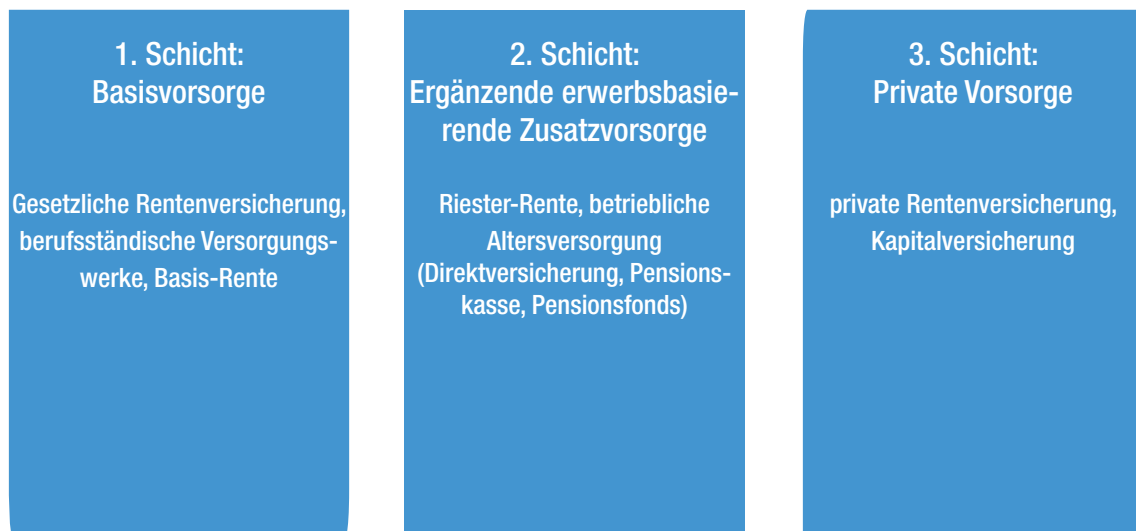 1. Schicht:
Basisvorsorge
Gesetzliche Rentenversicherung,
berufsständische Versorgungs-
werke, Basis-Rente
2. Schicht:
Ergänzende erwerbsbasie-
rende Zusatzvorsorge
Riester-Rente, betriebliche
Altersversorgung
(Direktversicherung, Pensions-
kasse, Pensionsfonds)
3. Schicht:
Private Vorsorge
private Rentenversicherung,
Kapitalversicherung